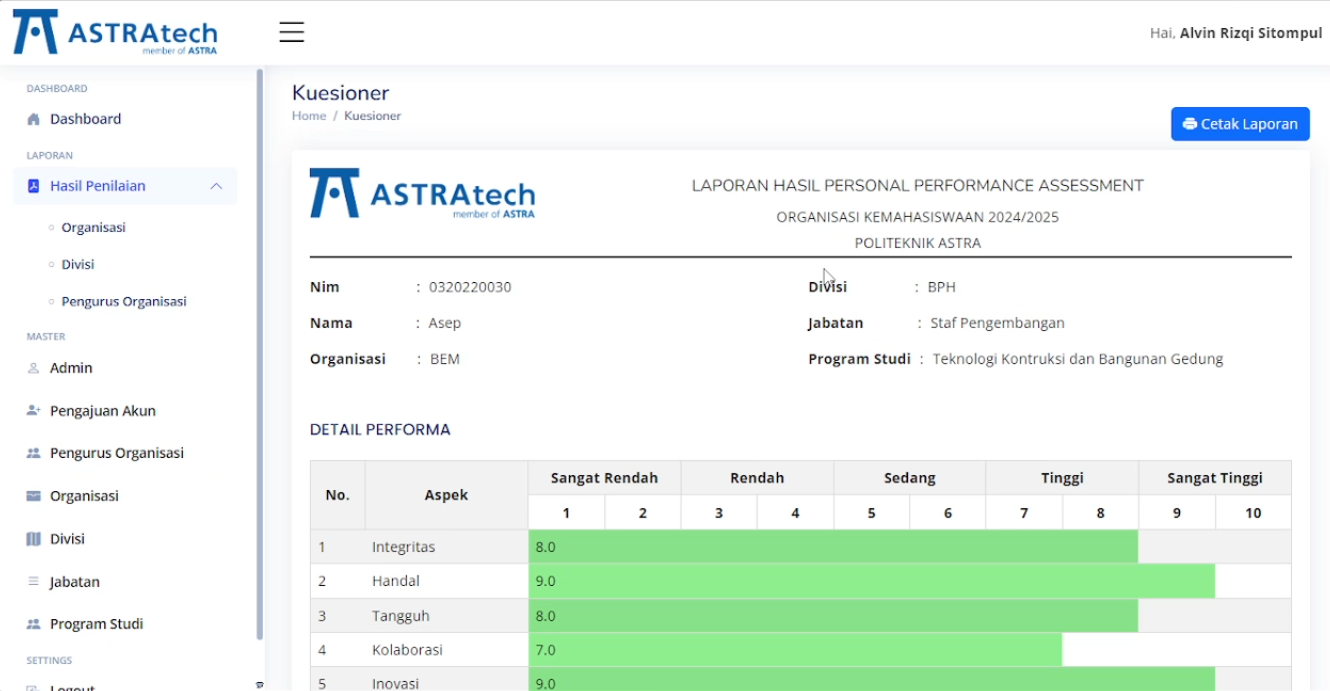 ASTRAtech
member of ASTRA
Hai, Alvin Rizqi Sitompul
DASHBOARD
Dashboard
LAPORAN
Hasil Penilaian
Organisasi
Divisi
Pengurus Organisasi
MASTER
Admin
Pengajuan Akun
Pengurus Organisasi
Organisasi
Divisi
Jabatan
Program Studi
SETTINGS
Logout
Kuesioner
Home / Kuesioner
Cetak Laporan
ASTRAtech
member of ASTRA
LAPORAN HASIL PERSONAL PERFORMANCE ASSESSMENT
ORGANISASI KEMAHASISWAAN 2024/2025
POLITEKNIK ASTRA
Nim : 0320220030
Nama : Asep
Organisasi : BEM
Divisi : BPH
Jabatan : Staf Pengembangan
Program Studi : Teknologi Kontruksi dan Bangunan Gedung
DETAIL PERFORMA
No. Aspek Sangat Rendah Rendah Sedang Tinggi Sangat Tinggi
1 2 3 4 5 6 7 8 9 10
1 Integritas 8.0
2 Handal 9.0
3 Tangguh 8.0
4 Kolaborasi 7.0
5 Inovasi 9.0